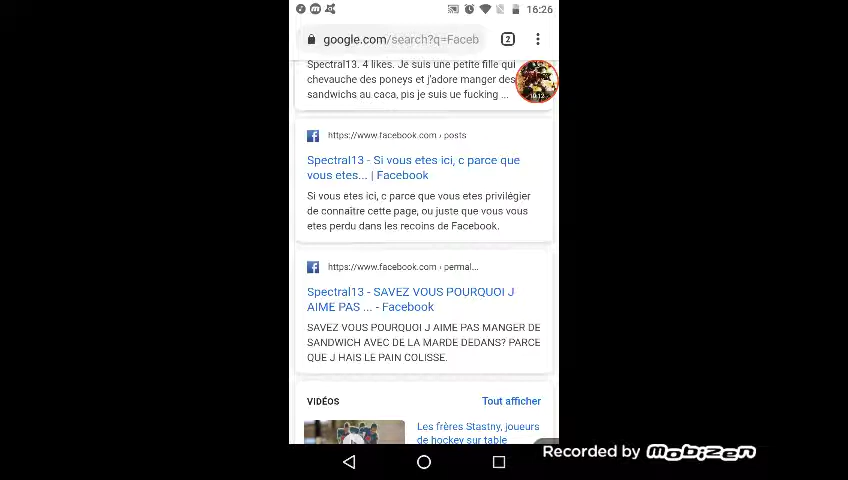 16:26
google.com/search?q=Faceb
2
Spectral13. 4 likes. Je suis une petite fille qui
chevauche des poneys et j'adore manger des
sandwichs au caca, pis je suis ue fucking ...
10:12
https://www.facebook.com › posts
Spectral13 - Si vous etes ici, c parce que
vous etes... | Facebook
Si vous etes ici, c parce que vous etes privilégier
de connaître cette page, ou juste que vous vous
etes perdu dans les recoins de Facebook.
https://www.facebook.com › permal...
Spectral13 - SAVEZ VOUS POURQUOI J
AIME PAS ... - Facebook
SAVEZ VOUS POURQUOI J AIME PAS MANGER DE
SANDWICH AVEC DE LA MARDE DEDANS? PARCE
QUE J HAIS LE PAIN COLISSE.
VIDÉOS
Tout afficher
Les frères Stastny, joueurs
de hockey sur table
Recorded by MOBIZEN